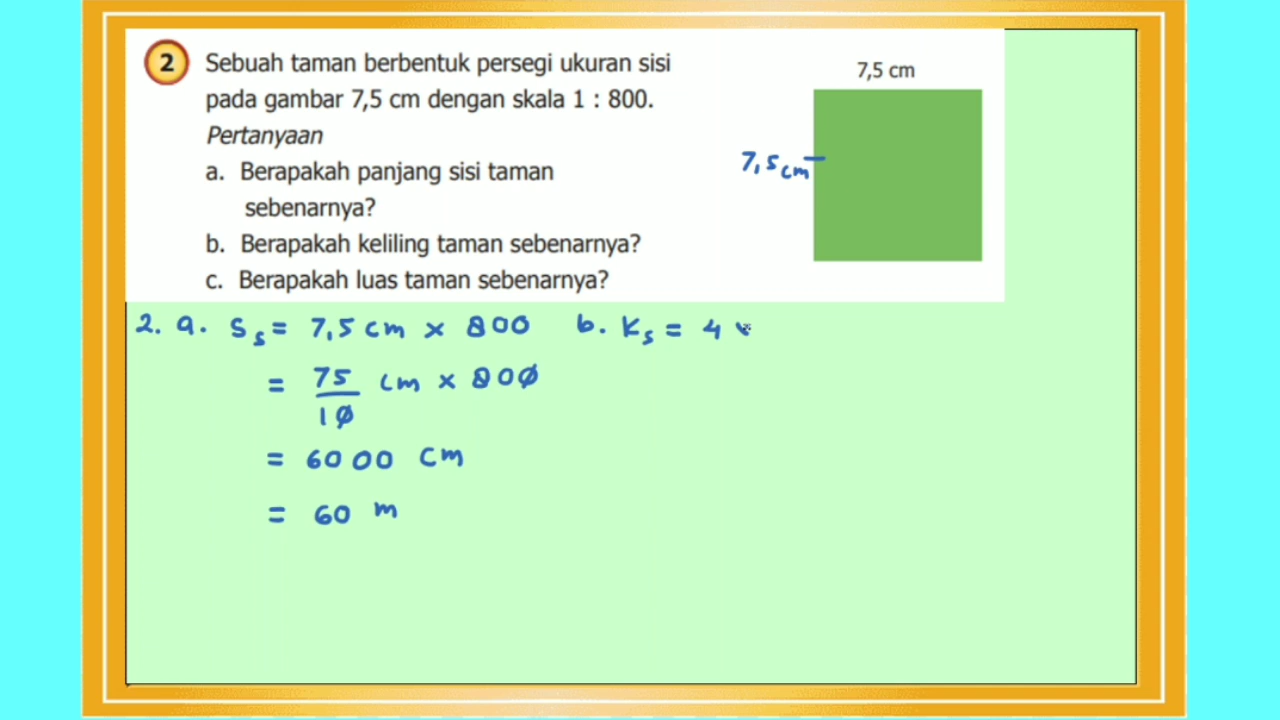 2 Sebuah taman berbentuk persegi ukuran sisi
pada gambar 7,5 cm dengan skala 1 : 800.
Pertanyaan
a. Berapakah panjang sisi taman
sebenarnya?
b. Berapakah keliling taman sebenarnya?
c. Berapakah luas taman sebenarnya?
7,5 cm
7,5 cm
2. a. Ss = 7,5 cm × 800
= 75/10 cm × 800
= 6000 cm
= 60 m
b. Ks = 4